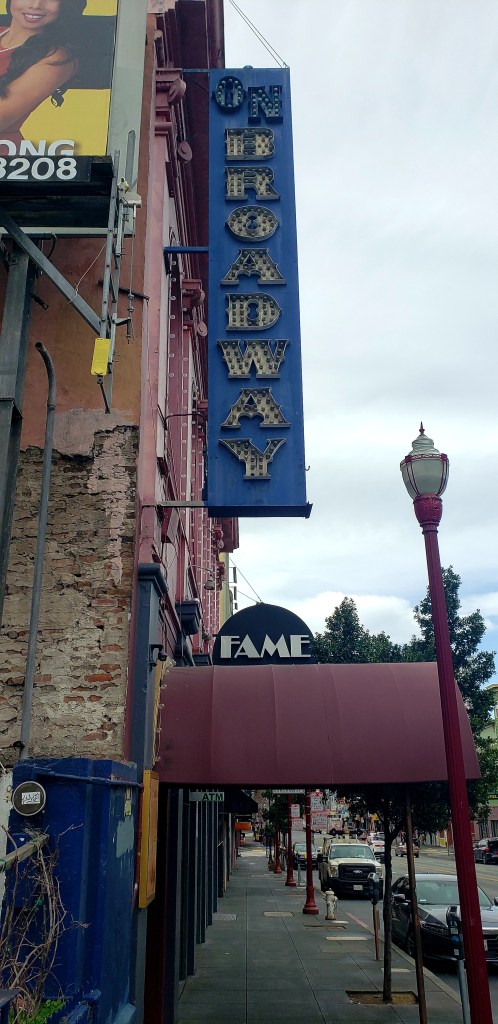 ONG
3208
ON
BROADWAY
FAME
ATM